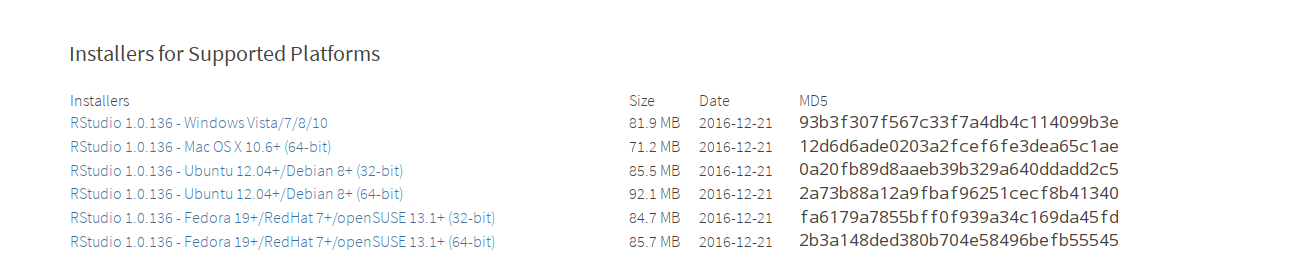 Installers for Supported Platforms
Installers Size Date MD5
RStudio 1.0.136 - Windows Vista/7/8/10 81.9 MB 2016-12-21 93b3f307f567c33f7a4db4c114099b3e
RStudio 1.0.136 - Mac OS X 10.6+ (64-bit) 71.2 MB 2016-12-21 12d6d6ade0203a2fcef6fe3dea65c1ae
RStudio 1.0.136 - Ubuntu 12.04+/Debian 8+ (32-bit) 85.5 MB 2016-12-21 0a20fb89d8aaeb39b329a640ddadd2c5
RStudio 1.0.136 - Ubuntu 12.04+/Debian 8+ (64-bit) 92.1 MB 2016-12-21 2a73b88a12a9fbaf96251cecf8b41340
RStudio 1.0.136 - Fedora 19+/RedHat 7+/openSUSE 13.1+ (32-bit) 84.7 MB 2016-12-21 fa6179a7855bff0f939a34c169da45fd
RStudio 1.0.136 - Fedora 19+/RedHat 7+/openSUSE 13.1+ (64-bit) 85.7 MB 2016-12-21 2b3a148ded380b704e58496befb55545